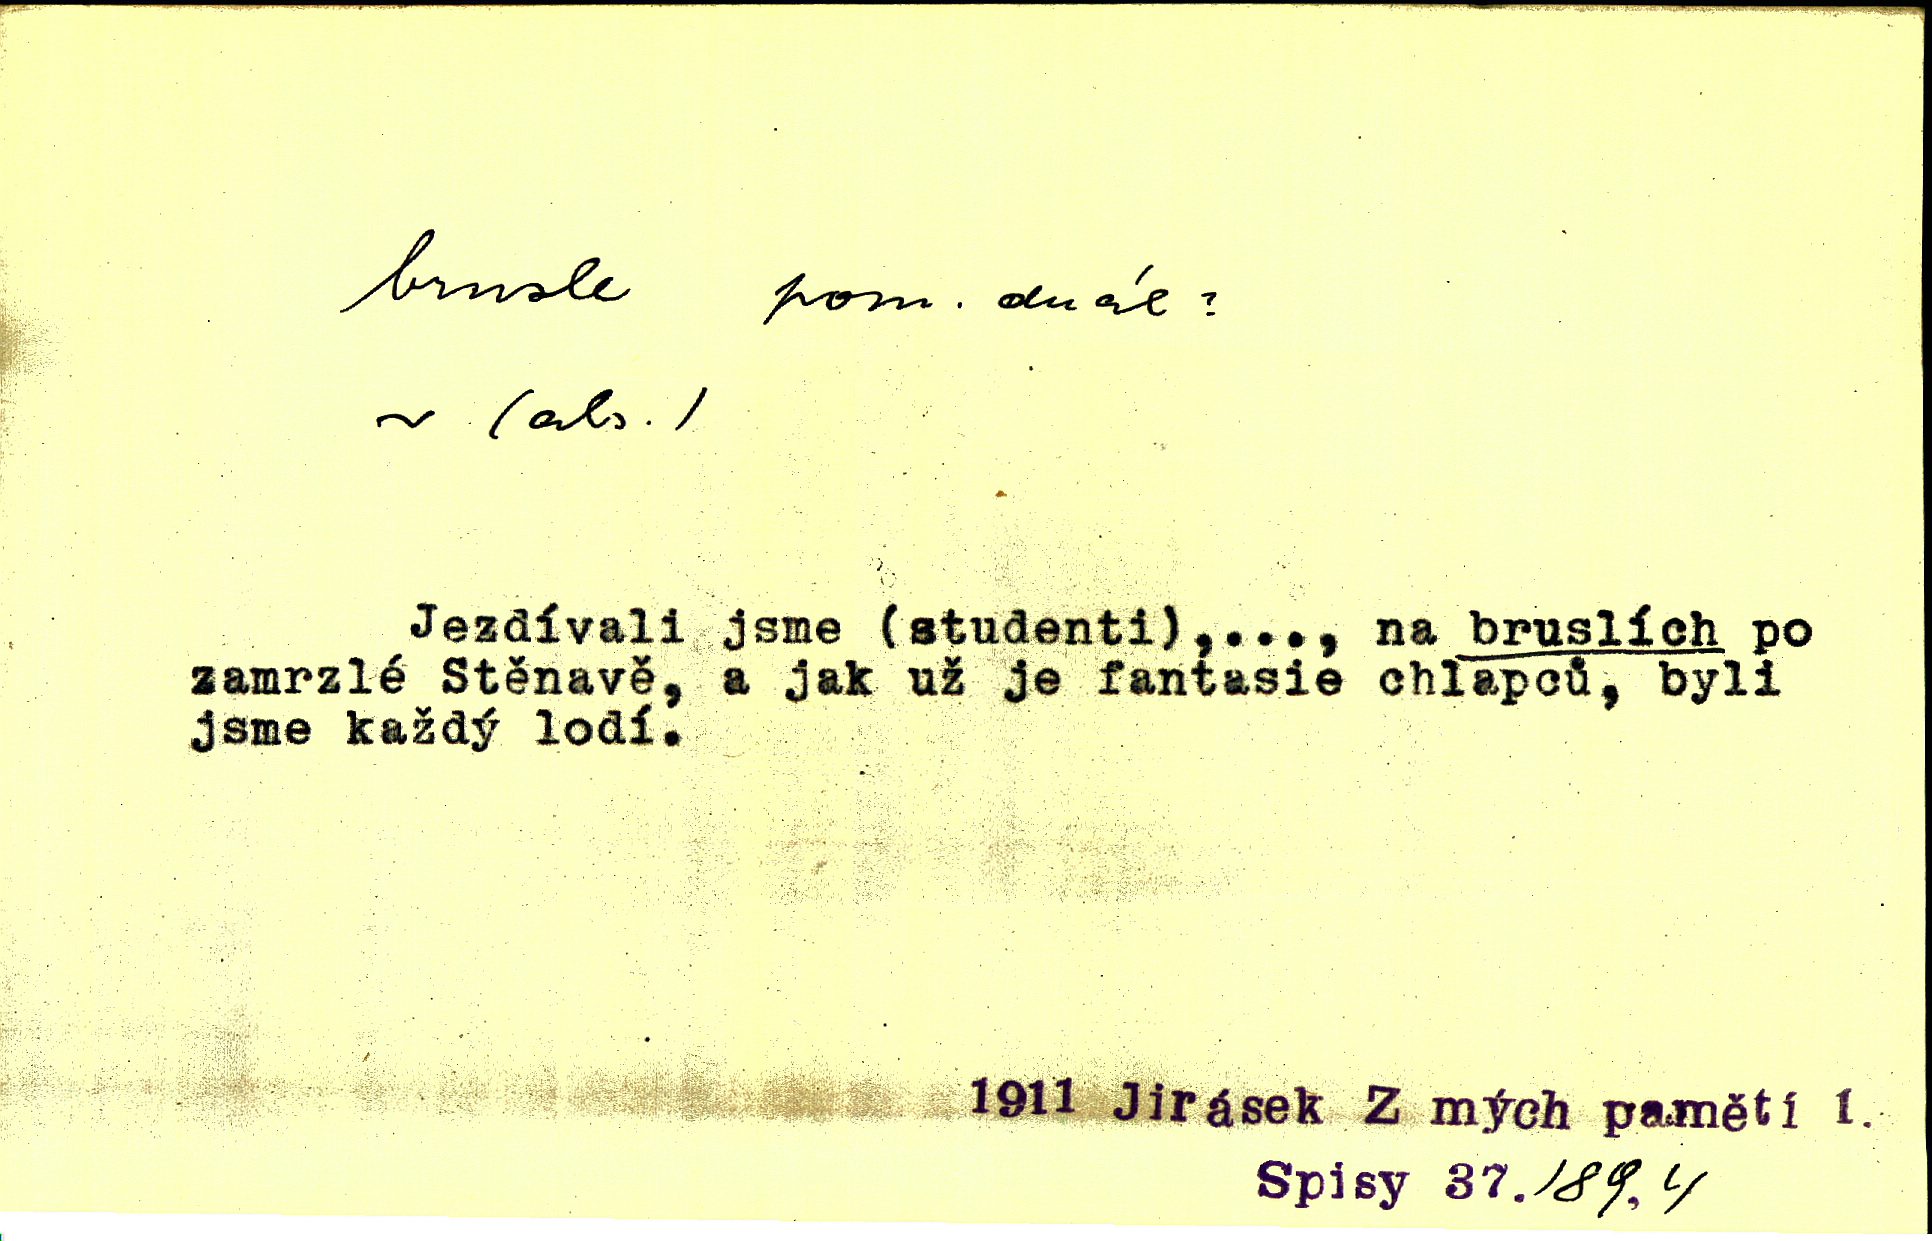 brusle pom. duál?
~ (abs.)
Jezdívali jsme (studenti),..., na bruslích po
zamrzlé Stěnavě, a jak už je fantasie chlapců, byli
jsme každý lodí.
1911 Jirásek Z mých pamětí 1.
Spisy 37.189,4